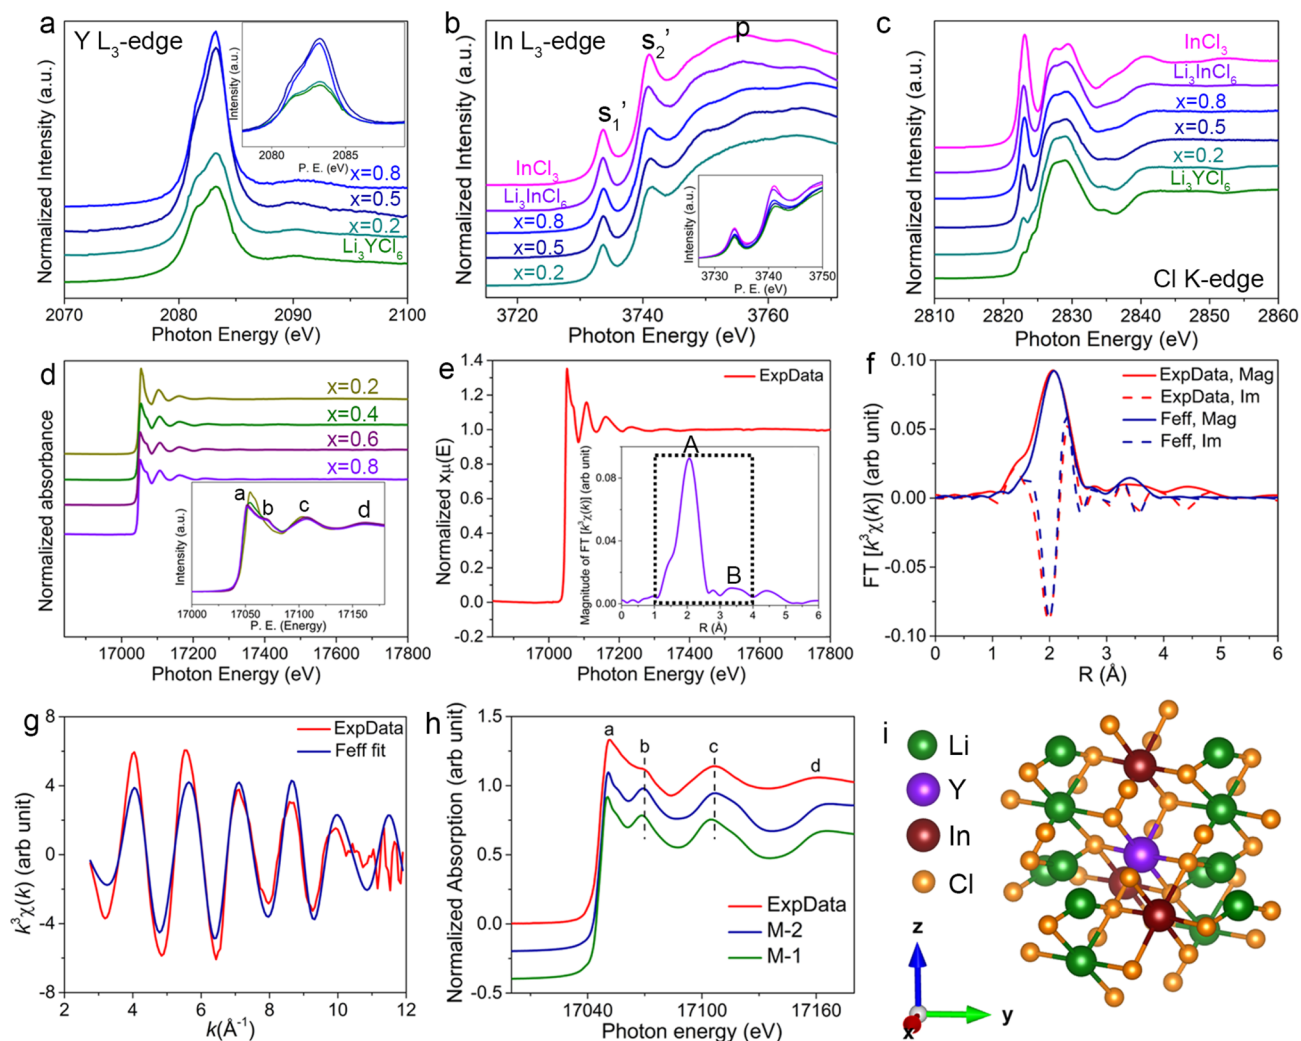 a
Y L3-edge
Normalized Intensity (a.u.)
Intensity (a.u.)
2080 2085
P. E. (eV)
x=0.8
x=0.5
x=0.2
Li3YCl6
2070 2080 2090 2100
Photon Energy (eV)
b
In L3-edge
s1'
s2'
p
Normalized Intensity (a.u.)
InCl3
Li3InCl6
x=0.8
x=0.5
x=0.2
Intensity (a.u.)
3730 3740 3750
P. E. (eV)
3720 3740 3760
Photon Energy (eV)
c
Normalized Intensity (a.u.)
InCl3
Li3InCl6
x=0.8
x=0.5
x=0.2
Li3YCl6
Cl K-edge
2810 2820 2830 2840 2850 2860
Photon Energy (eV)
d
Normalized absorbance
x=0.2
x=0.4
x=0.6
x=0.8
Intensity (a.u.)
a b c d
17000 17050 17100 17150
P. E. (Energy)
17000 17200 17400 17600 17800
Photon Energy (eV)
e
Normalized xμ(E)
1.4
1.2
1.0
0.8
0.6
0.4
0.2
0.0
-0.2
ExpData
Magnitude of FT [k³χ(k)] (arb unit)
0.08
0.04
0.00
A
B
0 1 2 3 4 5 6
R (Å)
17000 17200 17400 17600 17800
Photon Energy (eV)
f
FT [k³χ(k)] (arb unit)
0.10
0.05
0.00
-0.05
-0.10
ExpData, Mag
ExpData, Im
Feff, Mag
Feff, Im
0 1 2 3 4 5 6
R (Å)
g
k³χ(k) (arb unit)
8
4
0
-4
-8
ExpData
Feff fit
2 4 6 8 10 12
k(Å⁻¹)
h
Normalized Absorption (arb unit)
1.5
1.0
0.5
0.0
-0.5
a
b
c
d
ExpData
M-2
M-1
17040 17100 17160
Photon energy (eV)
i
Li
Y
In
Cl
z
y
x